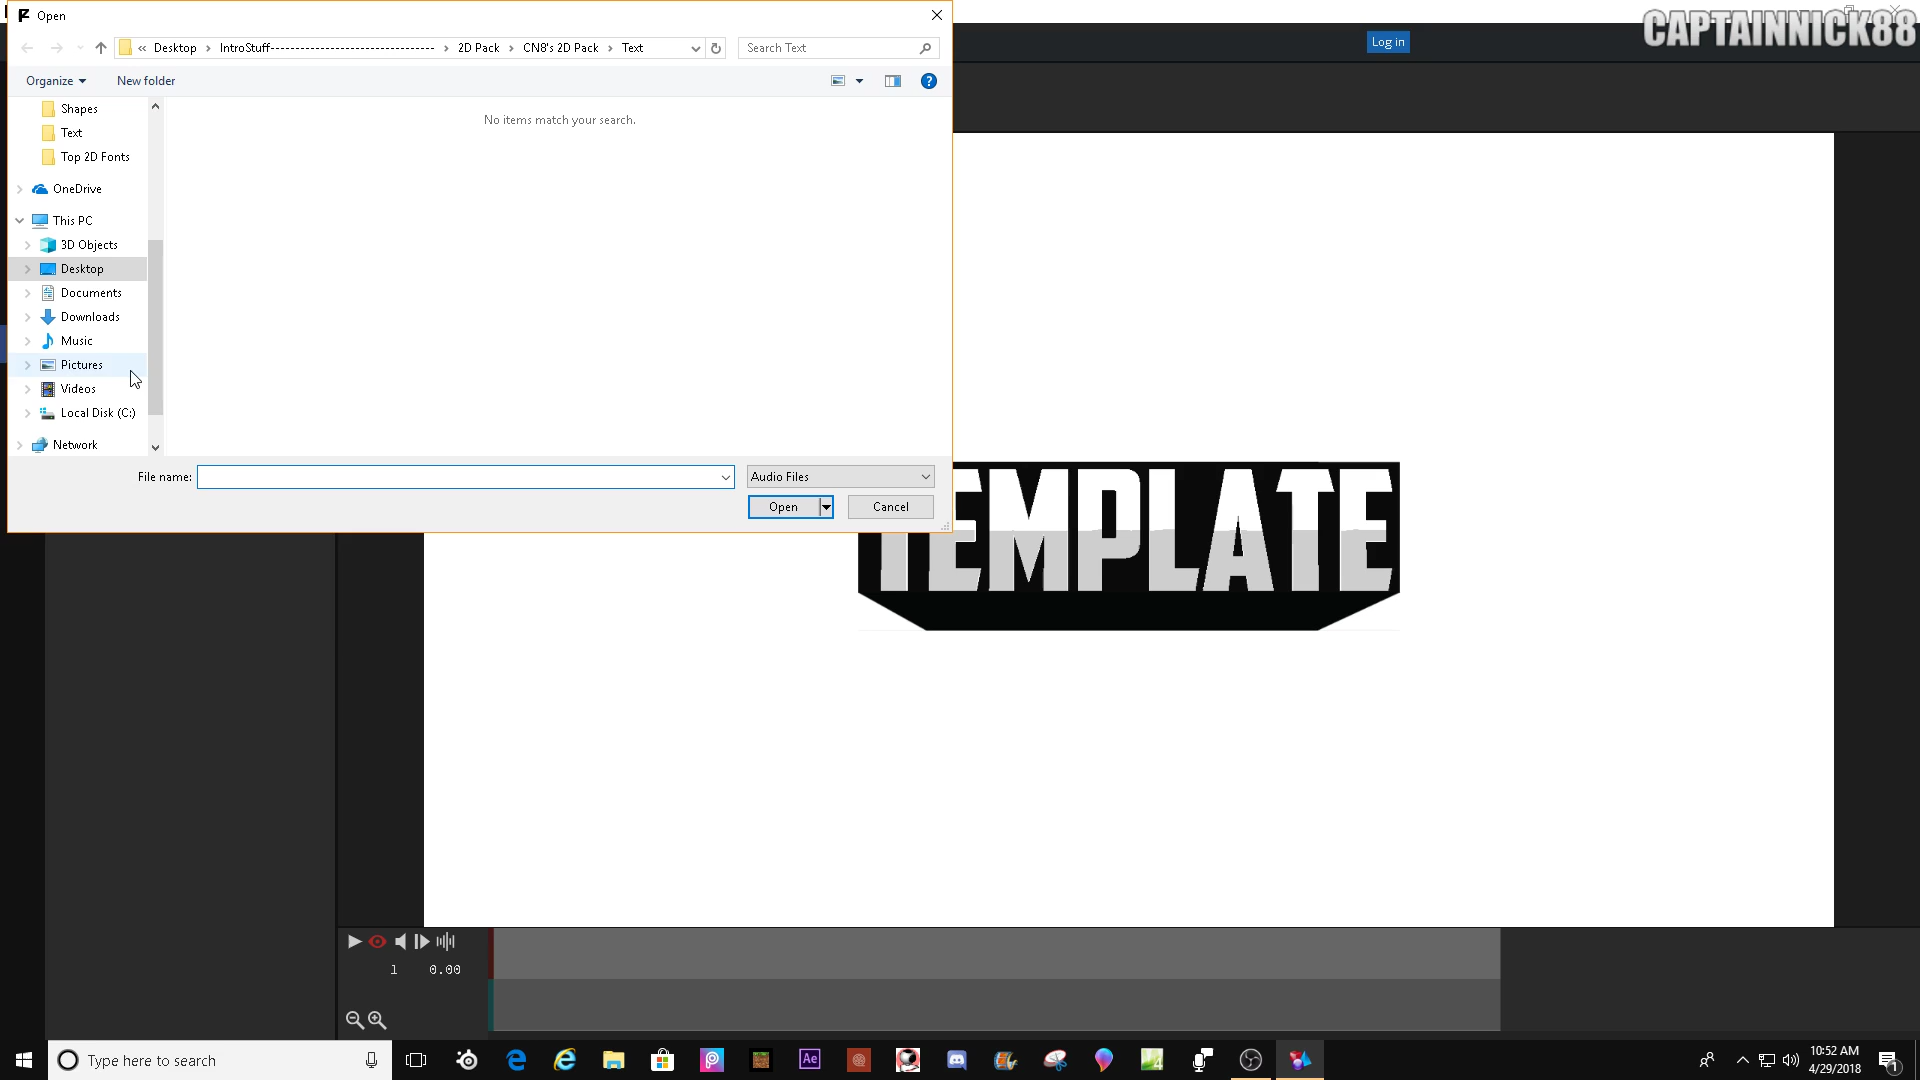 Open
CAPTAINNICK88
Log in
« Desktop > IntroStuff--------------------------------- > 2D Pack > CN8's 2D Pack > Text
Search Text
Organize
New folder
No items match your search.
Shapes
Text
Top 2D Fonts
OneDrive
This PC
3D Objects
Desktop
Documents
Downloads
Music
Pictures
Videos
Local Disk (C:)
Network
File name:
Audio Files
Open
Cancel
TEMPLATE
1 0.00
Type here to search
Ae
4
10:52 AM
4/29/2018
1